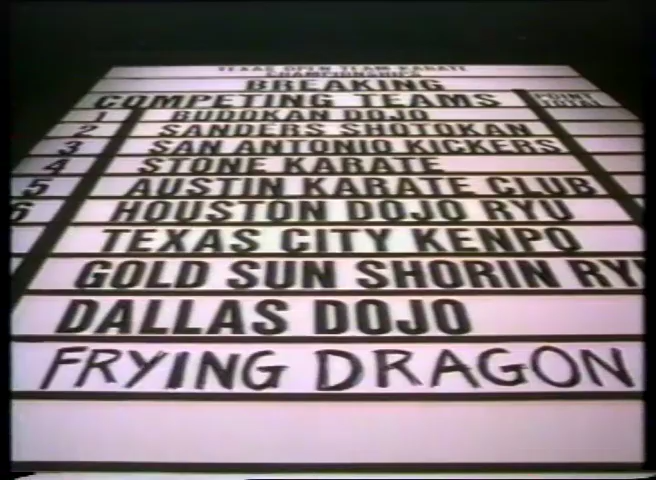 TEXAS OPEN TEAM KARATE
CHAMPIONSHIPS
BREAKING
COMPETING TEAMS POINT
1 BUDOKAN DOJO
2 SANDERS SHOTOKAN
3 SAN ANTONIO KICKERS
4 STONE KARATE
5 AUSTIN KARATE CLUB
6 HOUSTON DOJO RYU
TEXAS CITY KENPO
GOLD SUN SHORIN RYU
DALLAS DOJO
FRYING DRAGON